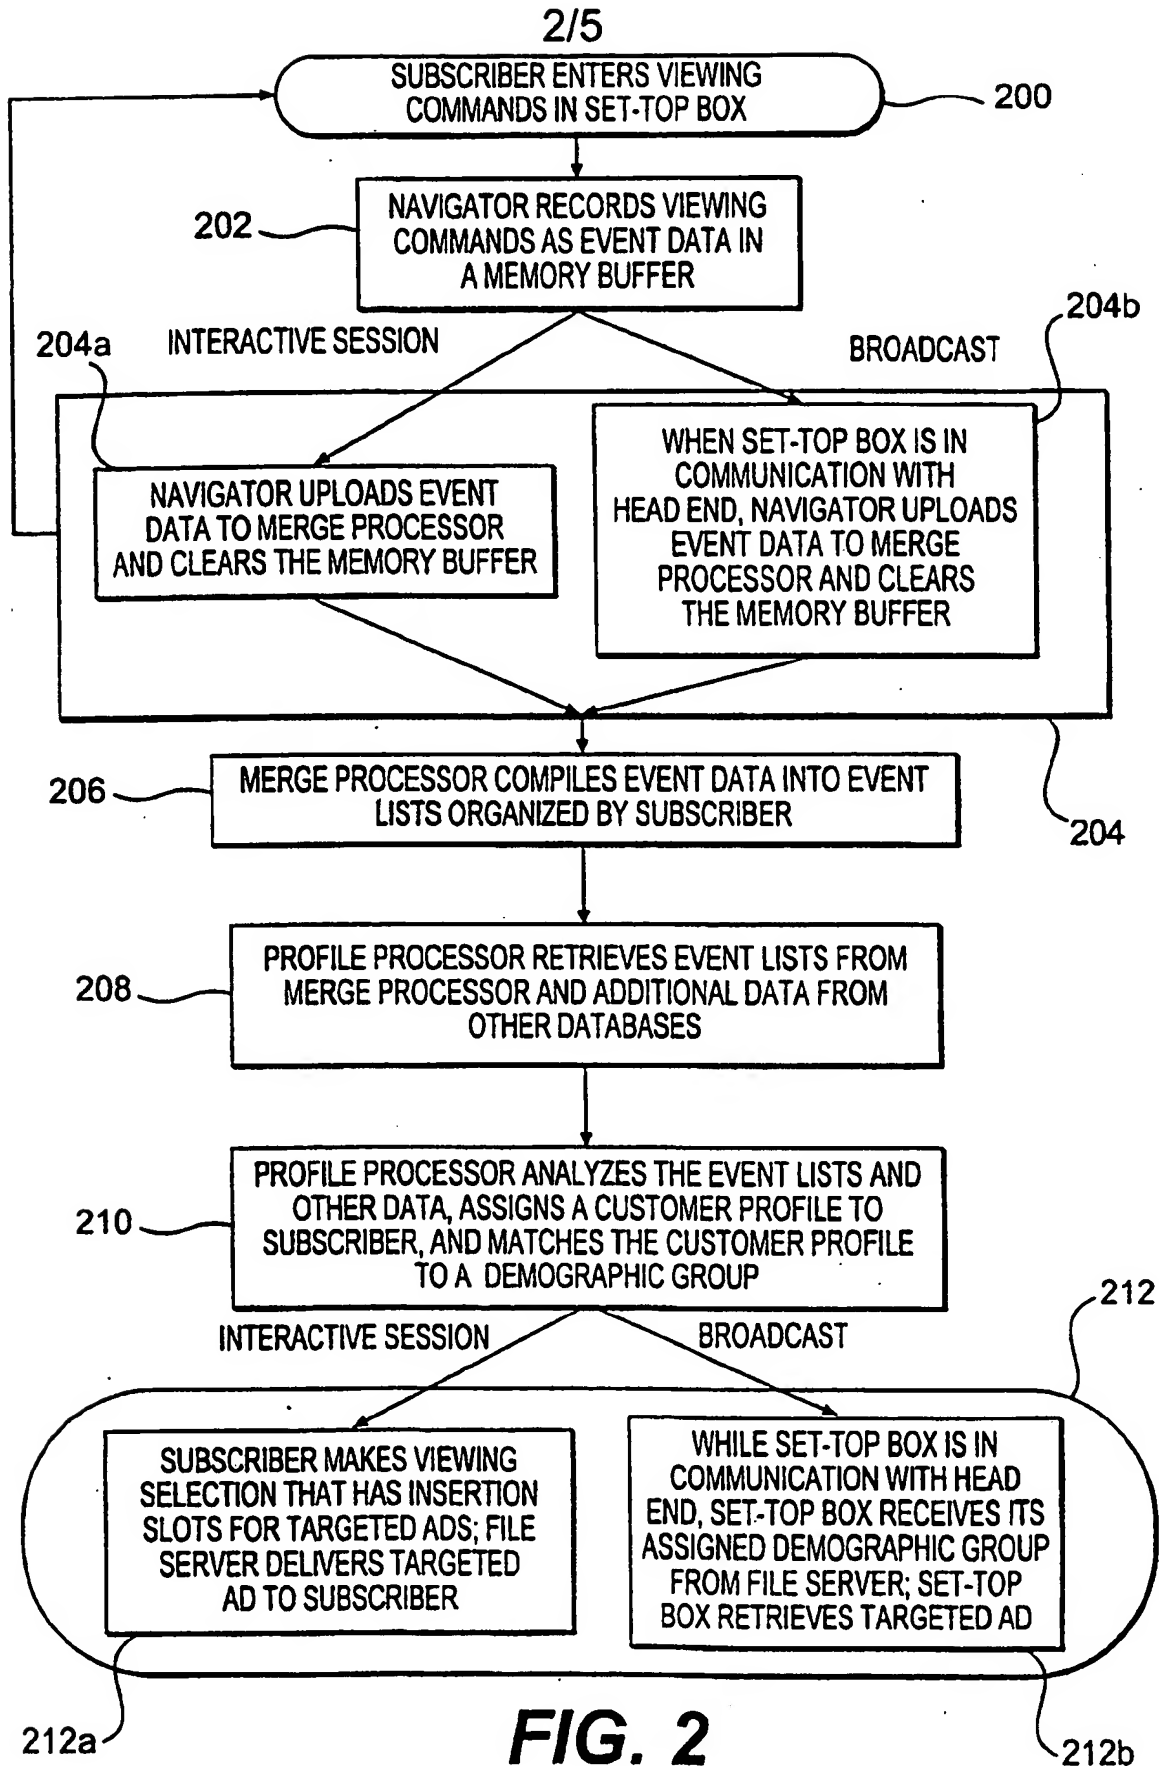 2/5
SUBSCRIBER ENTERS VIEWING
COMMANDS IN SET-TOP BOX
200
NAVIGATOR RECORDS VIEWING
COMMANDS AS EVENT DATA IN
A MEMORY BUFFER
202
204a
INTERACTIVE SESSION
BROADCAST
204b
NAVIGATOR UPLOADS EVENT
DATA TO MERGE PROCESSOR
AND CLEARS THE MEMORY BUFFER
WHEN SET-TOP BOX IS IN
COMMUNICATION WITH
HEAD END, NAVIGATOR UPLOADS
EVENT DATA TO MERGE
PROCESSOR AND CLEARS
THE MEMORY BUFFER
204
206
MERGE PROCESSOR COMPILES EVENT DATA INTO EVENT
LISTS ORGANIZED BY SUBSCRIBER
208
PROFILE PROCESSOR RETRIEVES EVENT LISTS FROM
MERGE PROCESSOR AND ADDITIONAL DATA FROM
OTHER DATABASES
210
PROFILE PROCESSOR ANALYZES THE EVENT LISTS AND
OTHER DATA, ASSIGNS A CUSTOMER PROFILE TO
SUBSCRIBER, AND MATCHES THE CUSTOMER PROFILE
TO A DEMOGRAPHIC GROUP
212
INTERACTIVE SESSION
BROADCAST
SUBSCRIBER MAKES VIEWING
SELECTION THAT HAS INSERTION
SLOTS FOR TARGETED ADS; FILE
SERVER DELIVERS TARGETED
AD TO SUBSCRIBER
WHILE SET-TOP BOX IS IN
COMMUNICATION WITH HEAD
END, SET-TOP BOX RECEIVES ITS
ASSIGNED DEMOGRAPHIC GROUP
FROM FILE SERVER; SET-TOP
BOX RETRIEVES TARGETED AD
212a
212b
FIG. 2